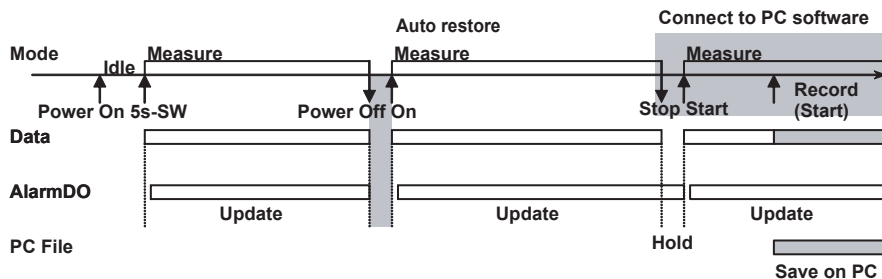 Connect to PC software
Auto restore
Mode
Idle
Measure
Measure
Measure
Power On 5s-SW
Power Off On
Stop Start
Record
(Start)
Data
AlarmDO
Update
Update
Update
PC File
Hold
Save on PC